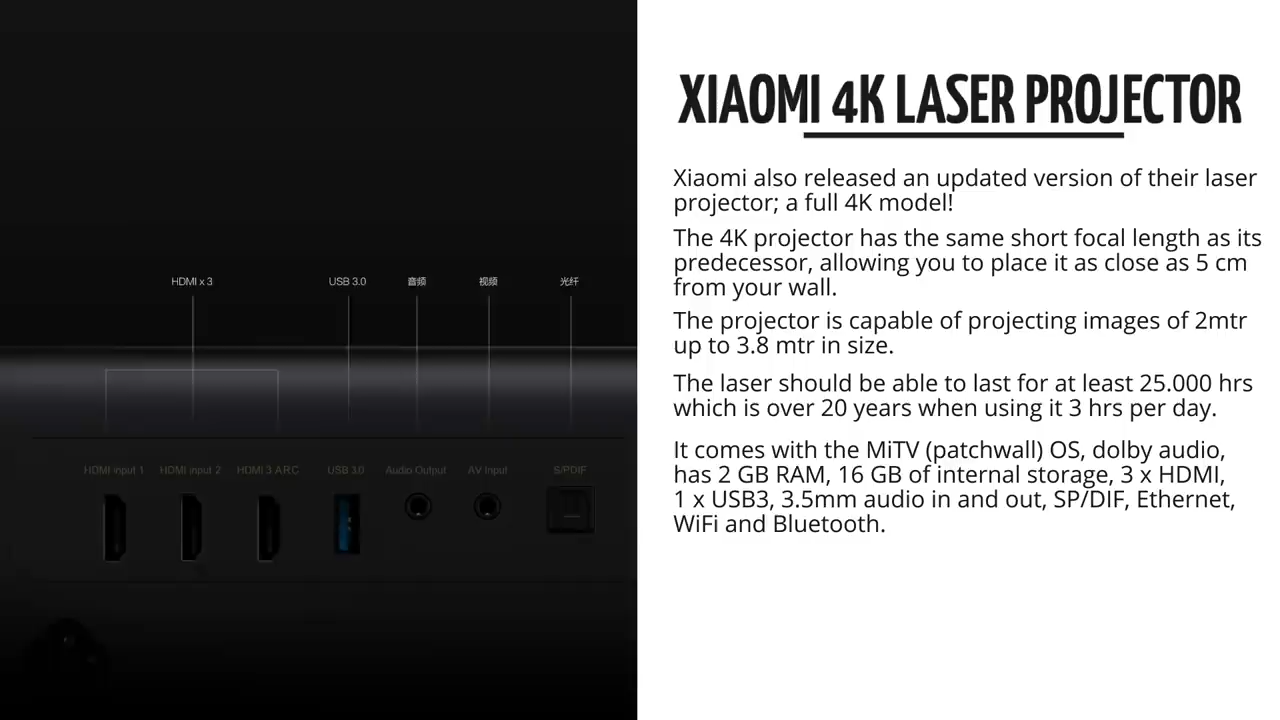 XIAOMI 4K LASER PROJECTOR
Xiaomi also released an updated version of their laser
projector; a full 4K model!
The 4K projector has the same short focal length as its
predecessor, allowing you to place it as close as 5 cm
from your wall.
The projector is capable of projecting images of 2mtr
up to 3.8 mtr in size.
The laser should be able to last for at least 25.000 hrs
which is over 20 years when using it 3 hrs per day.
It comes with the MiTV (patchwall) OS, dolby audio,
has 2 GB RAM, 16 GB of internal storage, 3 x HDMI,
1 x USB3, 3.5mm audio in and out, SP/DIF, Ethernet,
WiFi and Bluetooth.
HDMI x 3 USB 3.0 音频 视频 光纤
HDMI input 1 HDMI input 2 HDMI 3 ARC USB 3.0 Audio Output AV Input S/PDIF